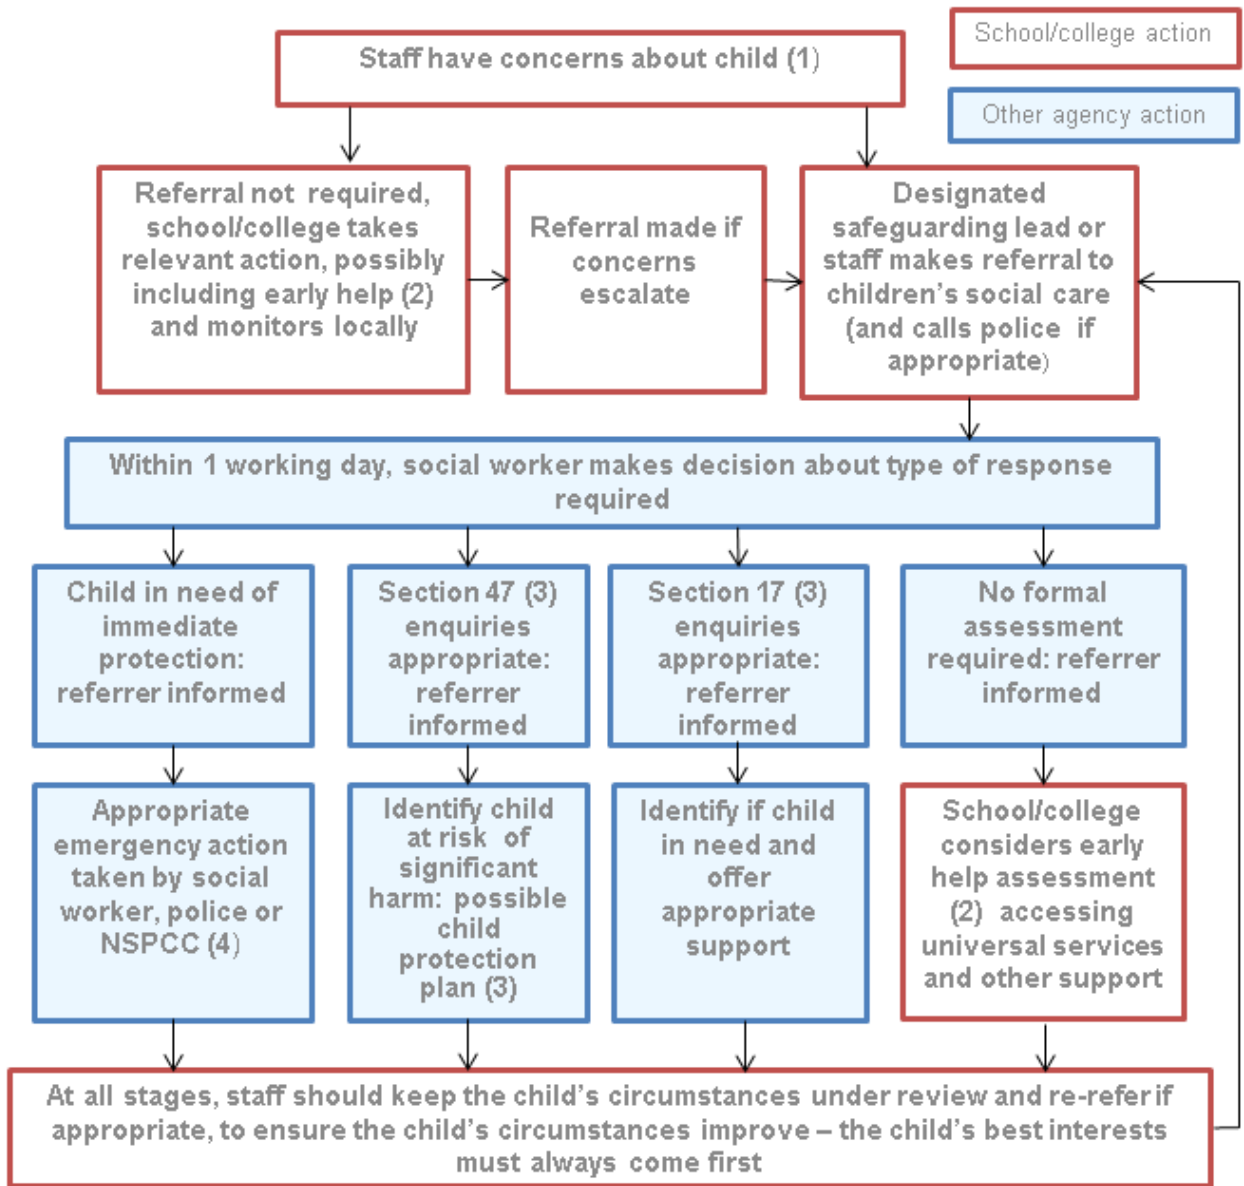 School/college action
Staff have concerns about child (1)
Other agency action
Referral not required,
school/college takes
relevant action, possibly
including early help (2)
and monitors locally
Referral made if
concerns
escalate
Designated
safeguarding lead or
staff makes referral to
children's social care
(and calls police if
appropriate)
Within 1 working day, social worker makes decision about type of response
required
Child in need of
immediate
protection:
referrer informed
Section 47 (3)
enquiries
appropriate:
referrer
informed
Section 17 (3)
enquiries
appropriate:
referrer
informed
No formal
assessment
required: referrer
informed
Appropriate
emergency action
taken by social
worker, police or
NSPCC (4)
Identify child
at risk of
significant
harm: possible
child
protection
plan (3)
Identify if child
in need and
offer
appropriate
support
School/college
considers early
help assessment
(2) accessing
universal services
and other support
At all stages, staff should keep the child's circumstances under review and re-refer if
appropriate, to ensure the child's circumstances improve – the child's best interests
must always come first